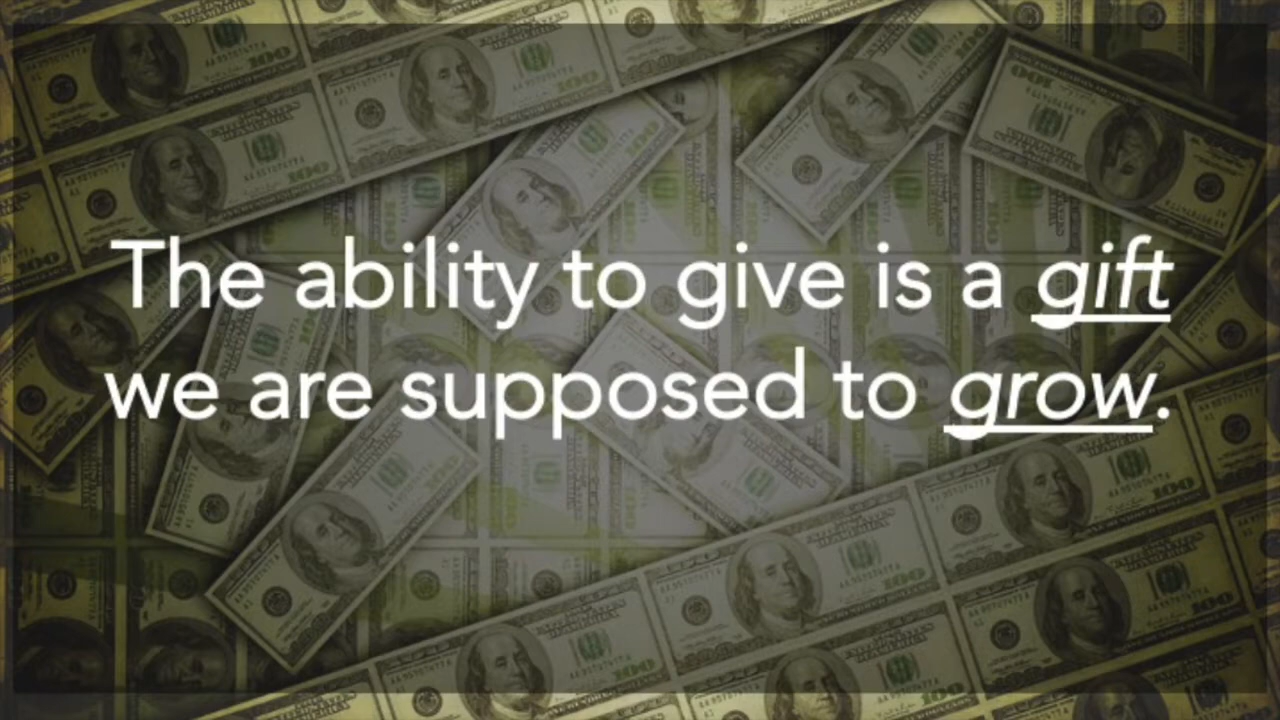 The ability to give is a gift
we are supposed to grow.